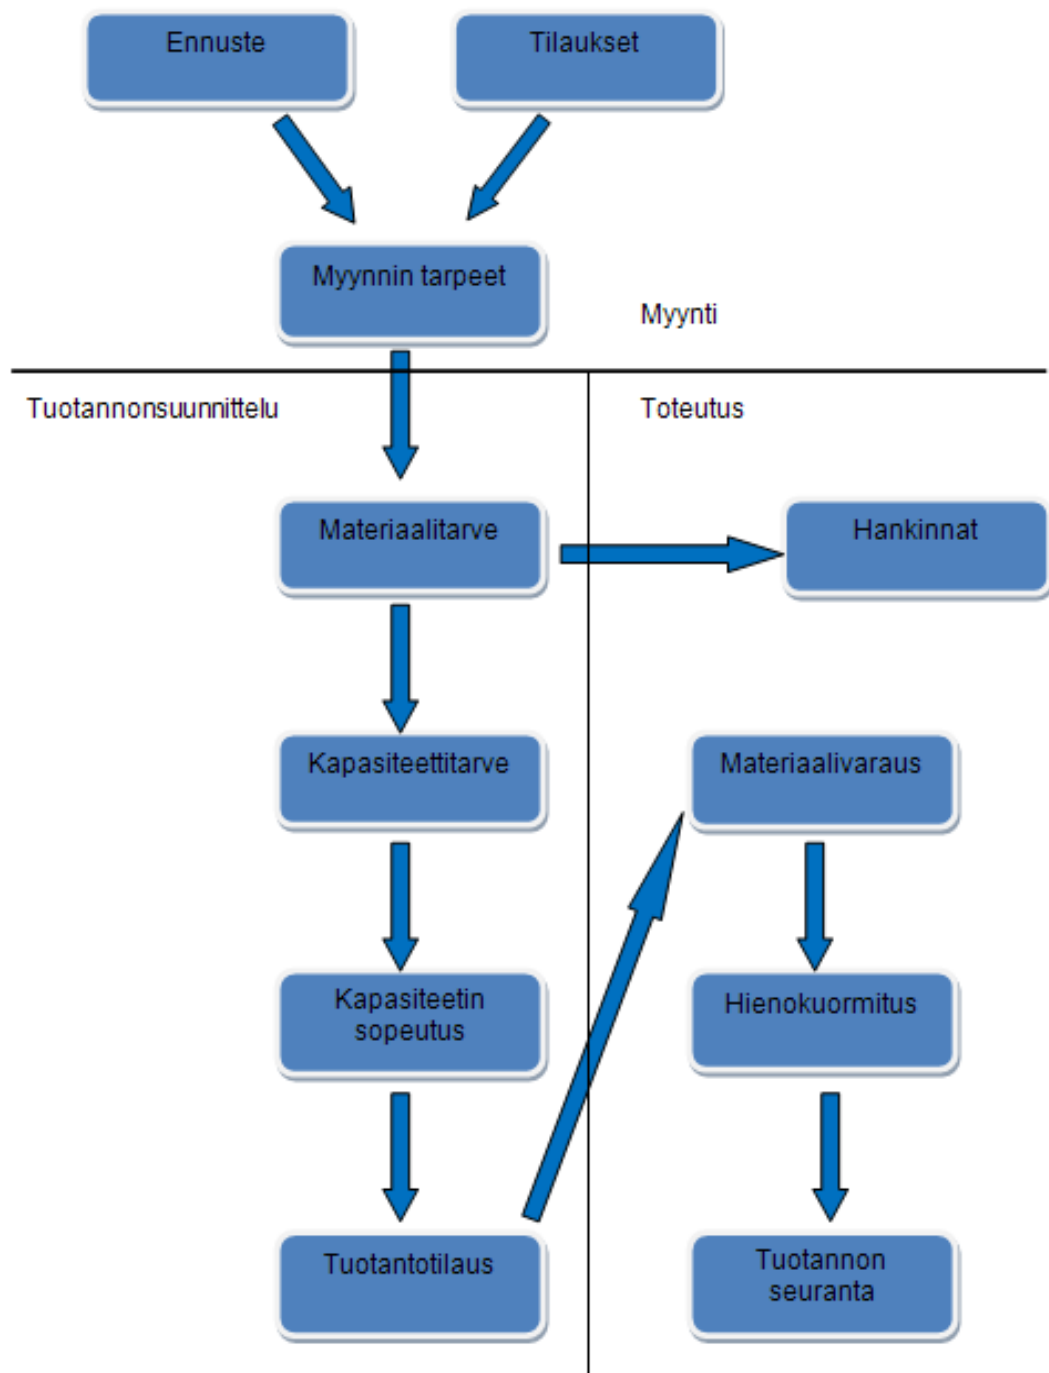 Ennuste
Tilaukset
Myynnin tarpeet
Myynti
Tuotannonsuunnittelu
Toteutus
Materiaalitarve
Hankinnat
Kapasiteettitarve
Materiaalivaraus
Kapasiteetin
sopeutus
Hienokuormitus
Tuotantotilaus
Tuotannon
seuranta